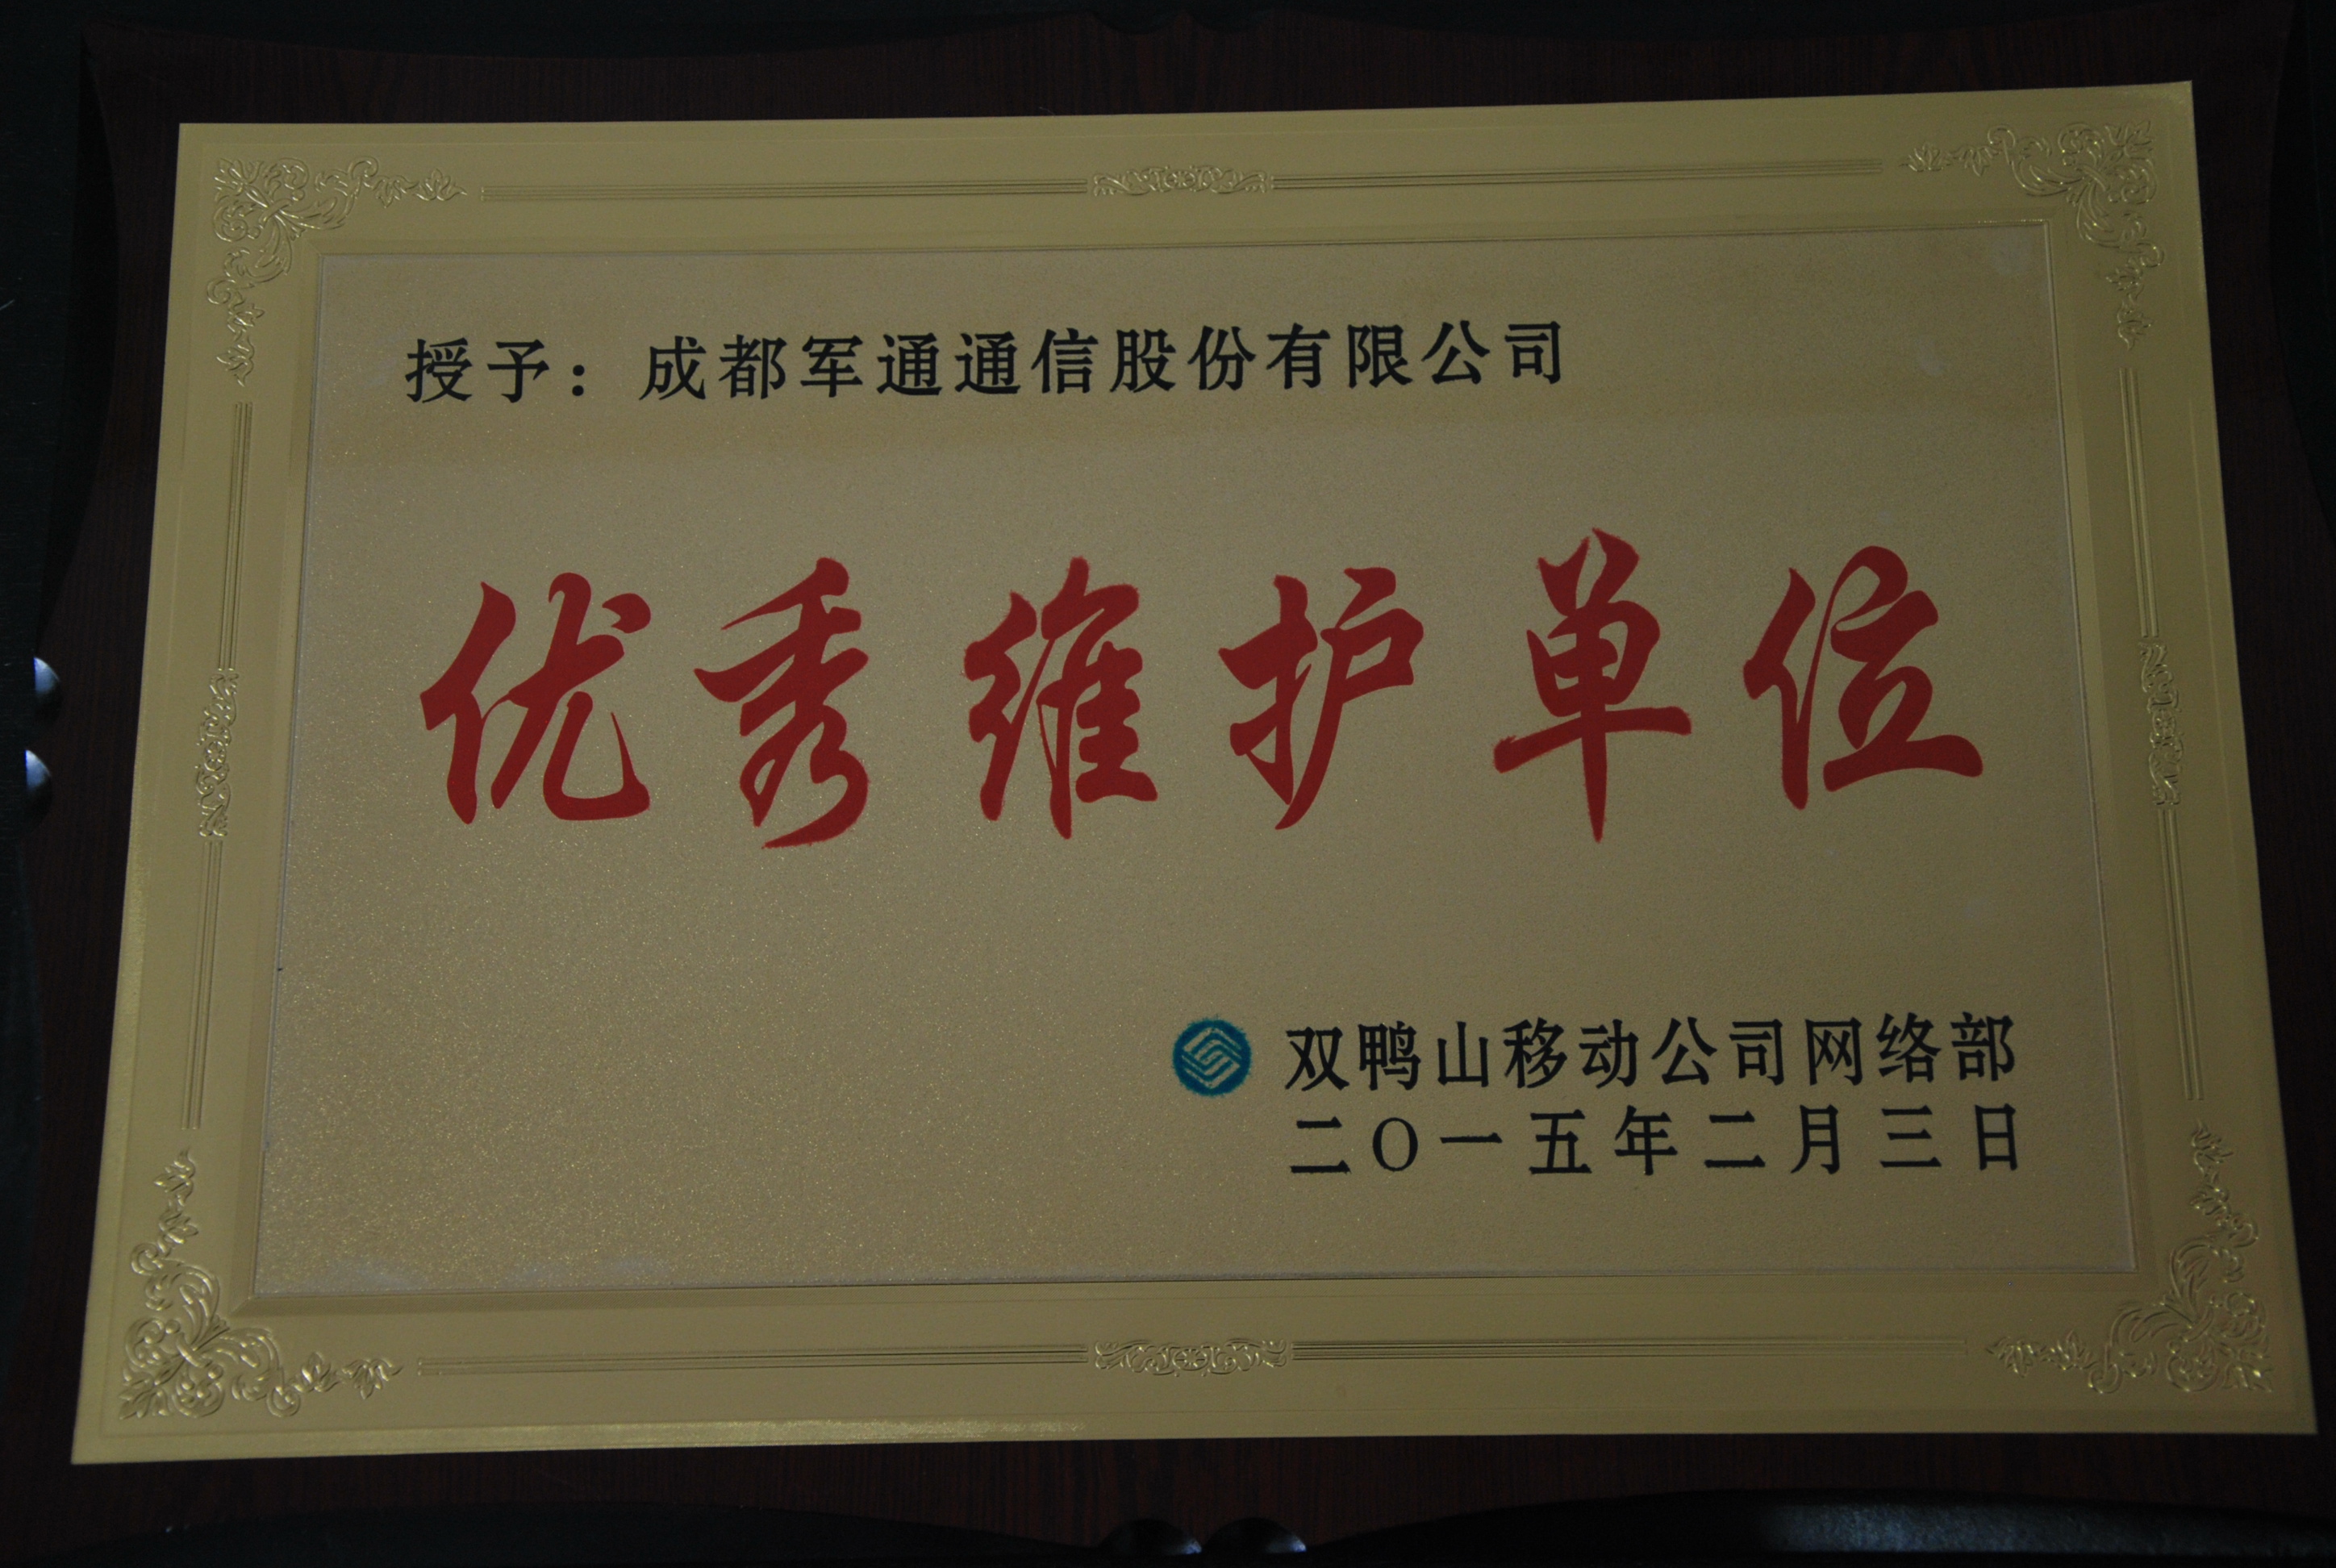 授予：成都军通通信股份有限公司
优秀维护单位
双鸭山移动公司网络部
二〇一五年二月三日